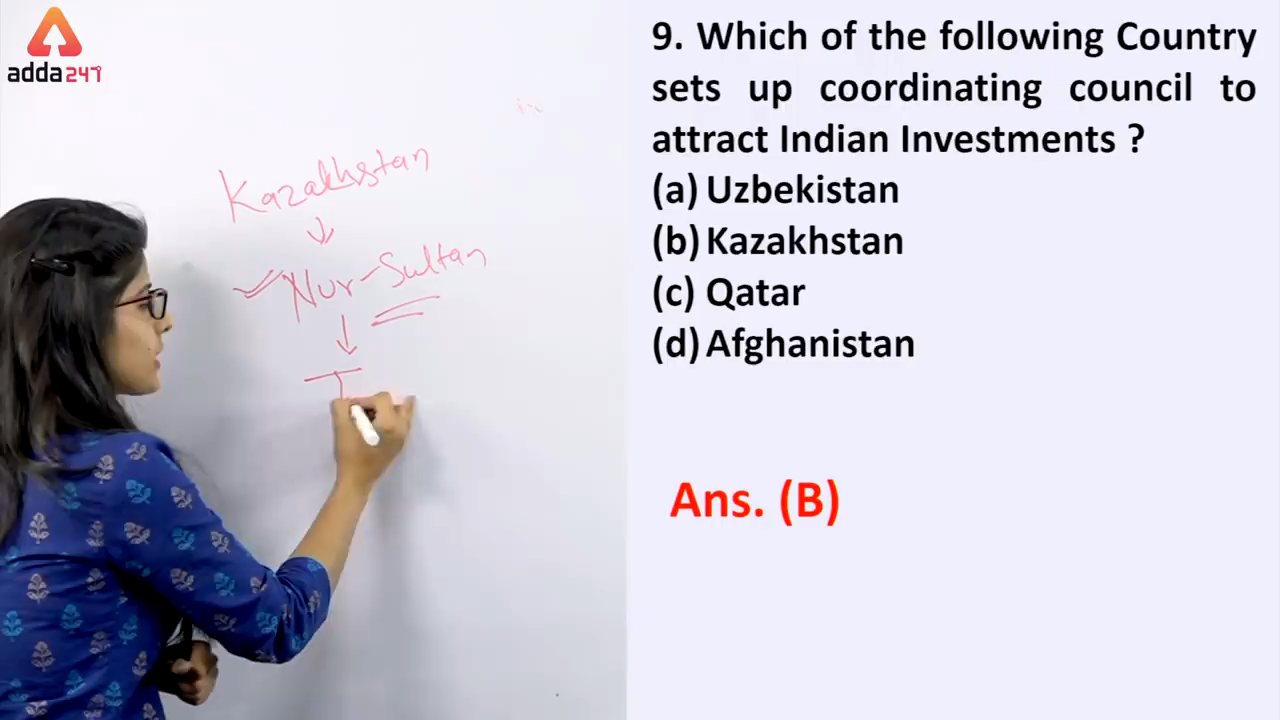 adda247
9. Which of the following Country
sets up coordinating council to
attract Indian Investments ?
(a) Uzbekistan
(b) Kazakhstan
(c) Qatar
(d) Afghanistan
Ans. (B)
Kazakhstan
Nur-Sultan
T